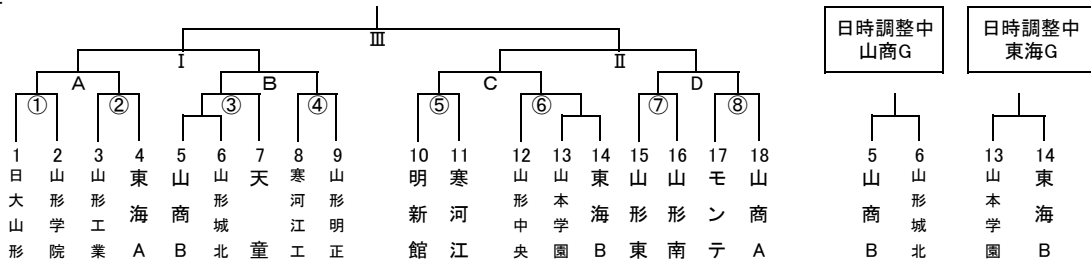 Ⅲ
日時調整中
山商G
日時調整中
東海G
Ⅰ
Ⅱ
A
B
C
D
①
②
③
④
⑤
⑥
⑦
⑧
1
日大山形
2
山形学院
3
山形工業
4
東海A
5
山商B
6
山形城北
7
天童
8
寒河江工
9
山形明正
10
明新館
11
寒河江
12
山形中央
13
山本学園
14
東海B
15
山形東
16
山形南
17
モンテ
18
山商A
5
山商B
6
山形城北
13
山本学園
14
東海B